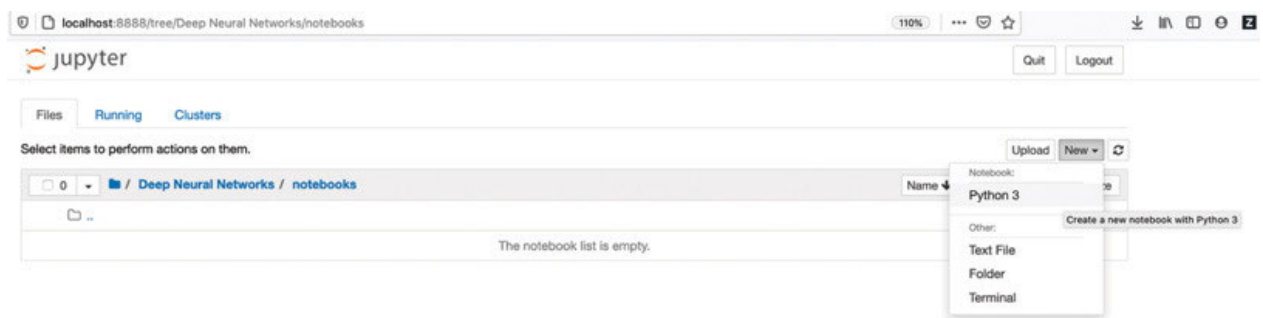 localhost:8888/tree/Deep Neural Networks/notebooks 110%
jupyter Quit Logout
Files Running Clusters
Select items to perform actions on them. Upload New
0 / Deep Neural Networks / notebooks Name
Notebook:
Python 3
Create a new notebook with Python 3
..
Other:
The notebook list is empty.
Text File
Folder
Terminal